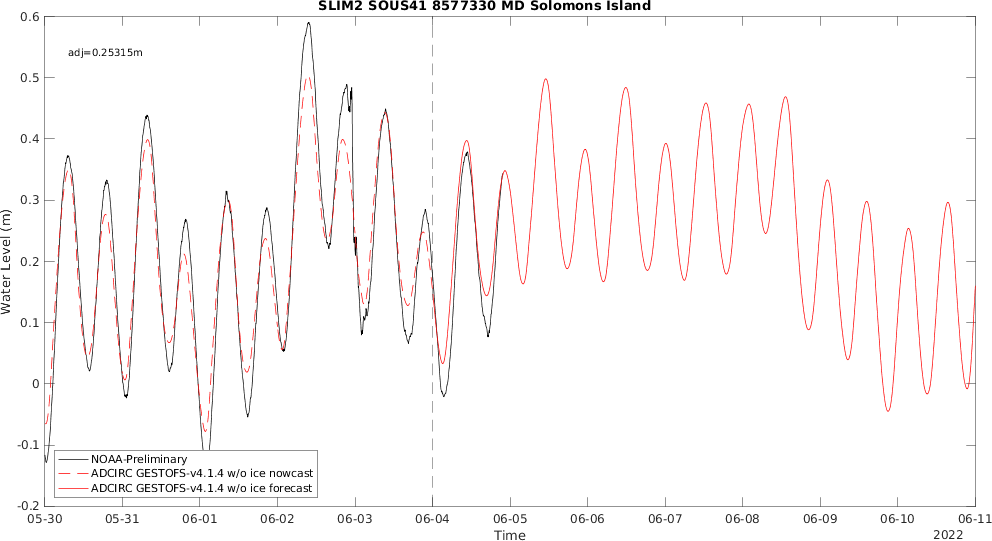 SLIM2 SOUS41 8577330 MD Solomons Island
adj=0.25315m
Water Level (m)
0.6
0.5
0.4
0.3
0.2
0.1
0
-0.1
-0.2
NOAA-Preliminary
ADCIRC GESTOFS-v4.1.4 w/o ice nowcast
ADCIRC GESTOFS-v4.1.4 w/o ice forecast
05-30 05-31 06-01 06-02 06-03 06-04 06-05 06-06 06-07 06-08 06-09 06-10 06-11
Time
2022